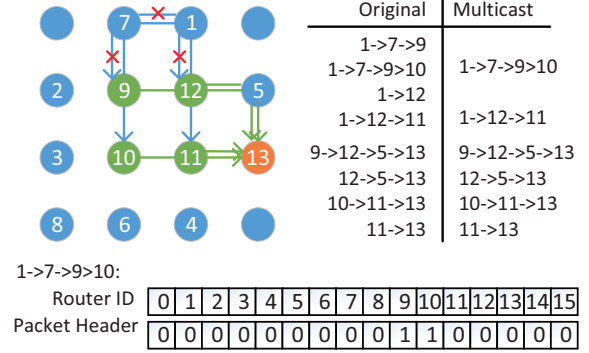 Original Multicast
7 1
1->7->9
1->7->9>10 1->7->9>10
2 9 12 5
1->12
1->12->11 1->12->11
3 10 11 13
9->12->5->13 9->12->5->13
12->5->13 12->5->13
10->11->13 10->11->13
8 6 4
11->13 11->13
1->7->9>10:
Router ID 0 1 2 3 4 5 6 7 8 9 10 11 12 13 14 15
Packet Header 0 0 0 0 0 0 0 0 0 1 1 0 0 0 0 0